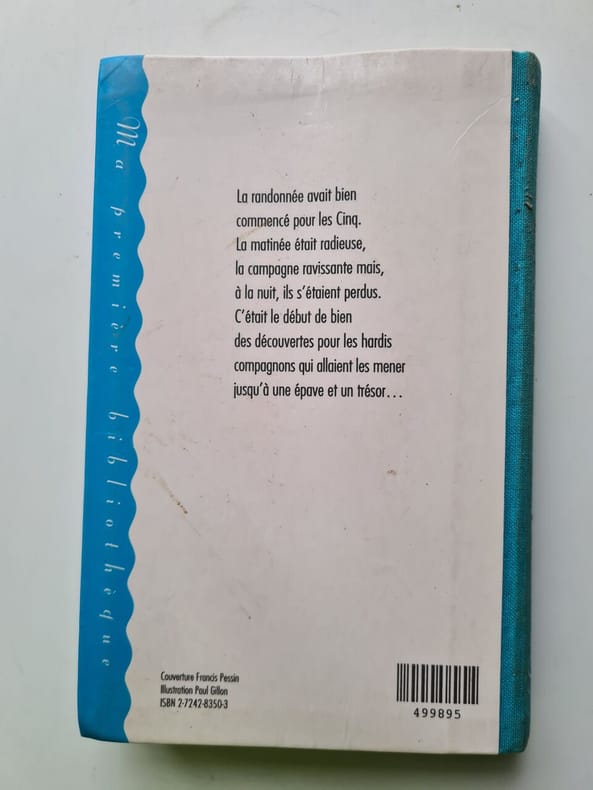 Ma première bibliothèque
La randonnée avait bien
commencé pour les Cinq.
La matinée était radieuse,
la campagne ravissante mais,
à la nuit, ils s'étaient perdus.
C'était le début de bien
des découvertes pour les hardis
compagnons qui allaient les mener
jusqu'à une épave et un trésor...
Couverture Francis Pessin
Illustration Paul Gillon
ISBN 2-7242-8350-3
499895